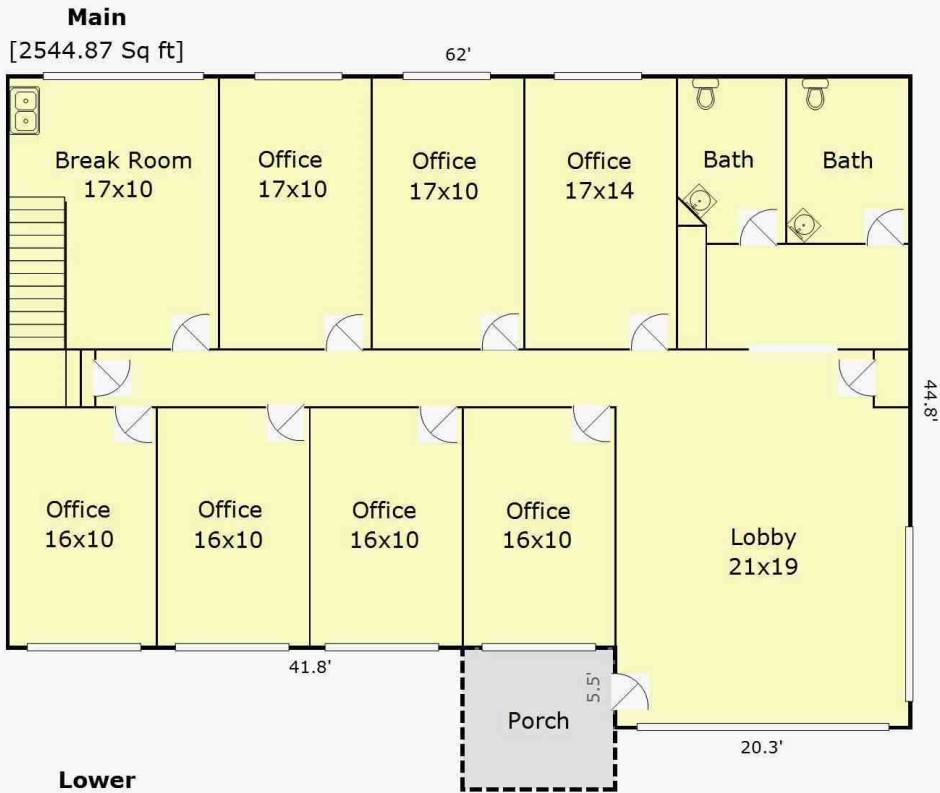 Main
[2544.87 Sq ft]
62'
Break Room
17x10
Office
17x10
Office
17x10
Office
17x14
Bath
Bath
44.8'
Office
16x10
Office
16x10
Office
16x10
Office
16x10
Lobby
21x19
41.8'
5.5'
Porch
20.3'
Lower